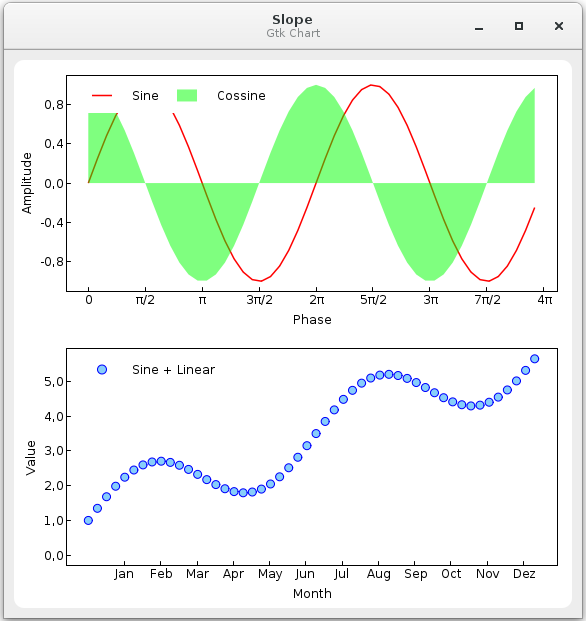 Slope
Gtk Chart
Sine Cossine
0,8
0,4
0,0
-0,4
-0,8
Amplitude
0 π/2 π 3π/2 2π 5π/2 3π 7π/2 4π
Phase
Sine + Linear
5,0
4,0
3,0
2,0
1,0
0,0
Value
Jan Feb Mar Apr May Jun Jul Aug Sep Oct Nov Dez
Month